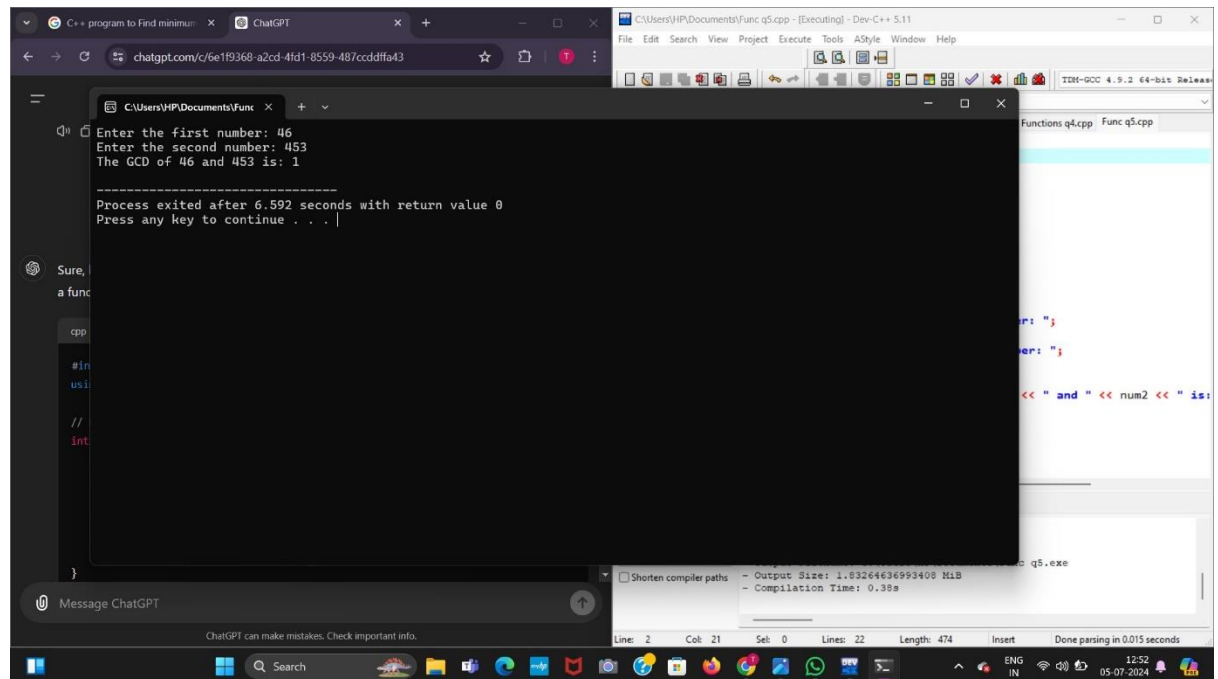 C++ program to Find minimum
ChatGPT
chatgpt.com/c/6e1f9368-a2cd-4fd1-8559-487ccddffa43
T
C:\Users\HP\Documents\Func q5.cpp - [Executing] - Dev-C++ 5.11
File Edit Search View Project Execute Tools AStyle Window Help
TDM-GCC 4.9.2 64-bit Releas
Functions q4.cpp Func q5.cpp
C:\Users\HP\Documents\Func
Enter the first number: 46
Enter the second number: 453
The GCD of 46 and 453 is: 1
--------------------------------
Process exited after 6.592 seconds with return value 0
Press any key to continue . . .
Sure,
a func
cpp
#in
usi
//
int
}
r: ";
er: ";
<< " and " << num2 << " is:
q5.exe
Shorten compiler paths
- Output Size: 1.83264636993408 MiB
- Compilation Time: 0.38s
Message ChatGPT
ChatGPT can make mistakes. Check important info.
Line: 2 Col: 21 Sel: 0 Lines: 22 Length: 474 Insert Done parsing in 0.015 seconds
Search
DEV
ENG
IN
12:52
05-07-2024
PRE